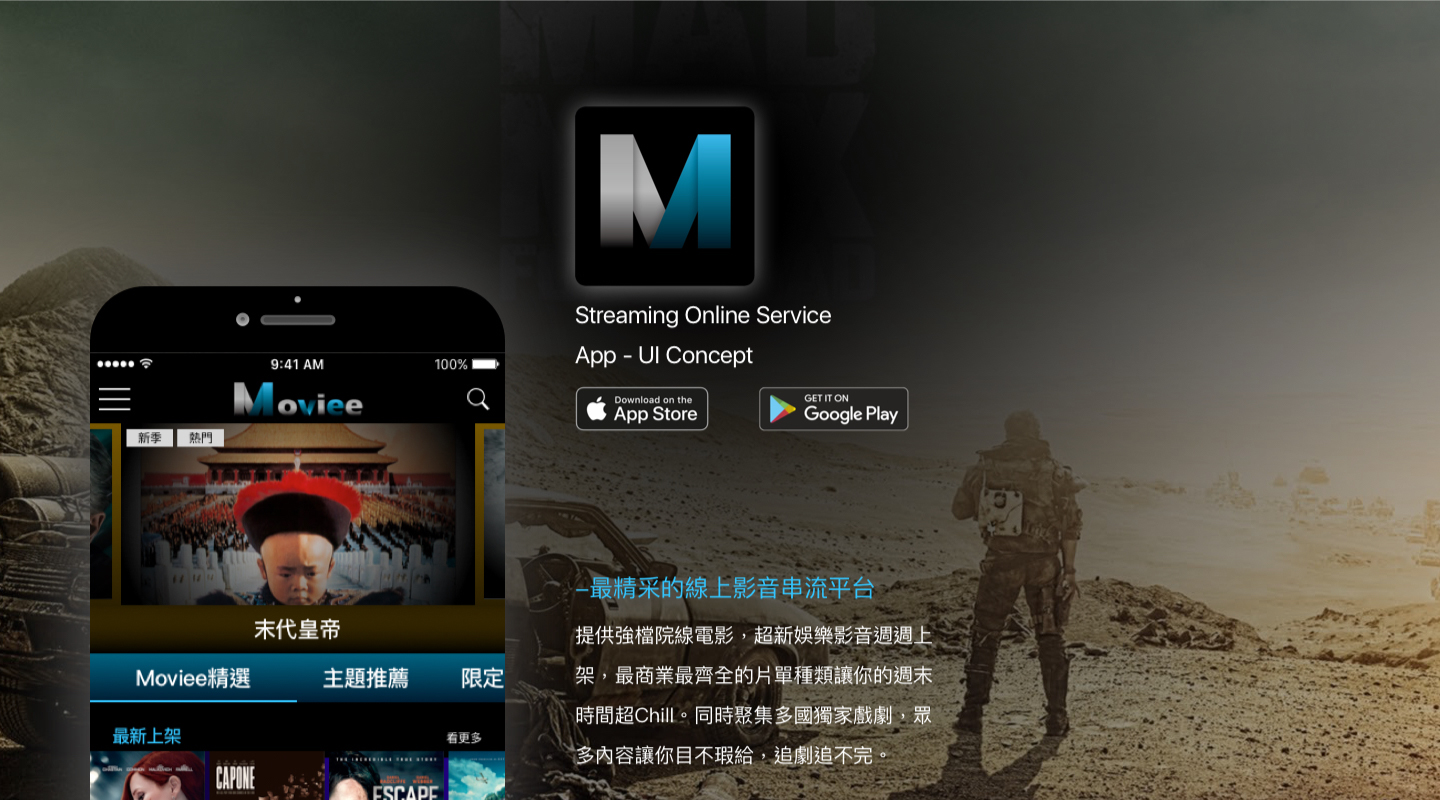 Streaming Online Service
App - UI Concept
Download on the
App Store
GET IT ON
Google Play
9:41 AM
100%
Moviee
新季
熱門
末代皇帝
Moviee精選
主題推薦
限定
最新上架
看更多
CAPONE
THE INCREDIBLE TRUE STORY
ESCAPE
–最精采的線上影音串流平台
提供強檔院線電影，超新娛樂影音週週上
架，最商業最齊全的片單種類讓你的週末
時間超Chill。同時聚集多國獨家戲劇，眾
多內容讓你目不瑕給，追劇追不完。